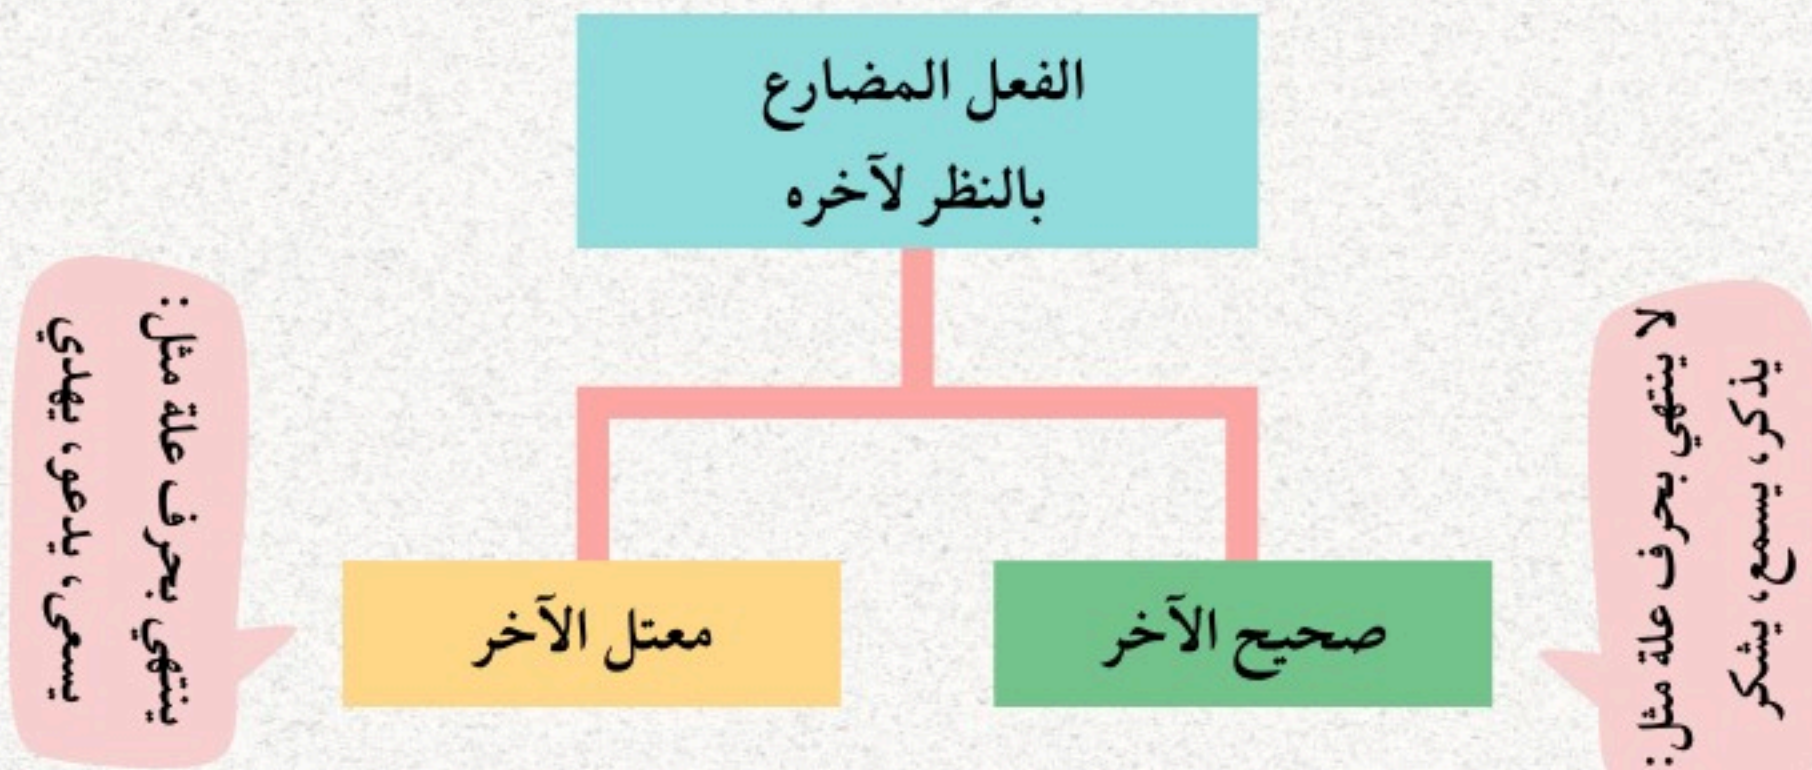 الفعل المضارع
بالنظر لآخره
صحيح الآخر
معتل الآخر
لا ينتهي بحرف علة مثل:
يذكر، يسمع، يشكر
ينتهي بحرف علة مثل:
يسعى، يدعو، يهدي